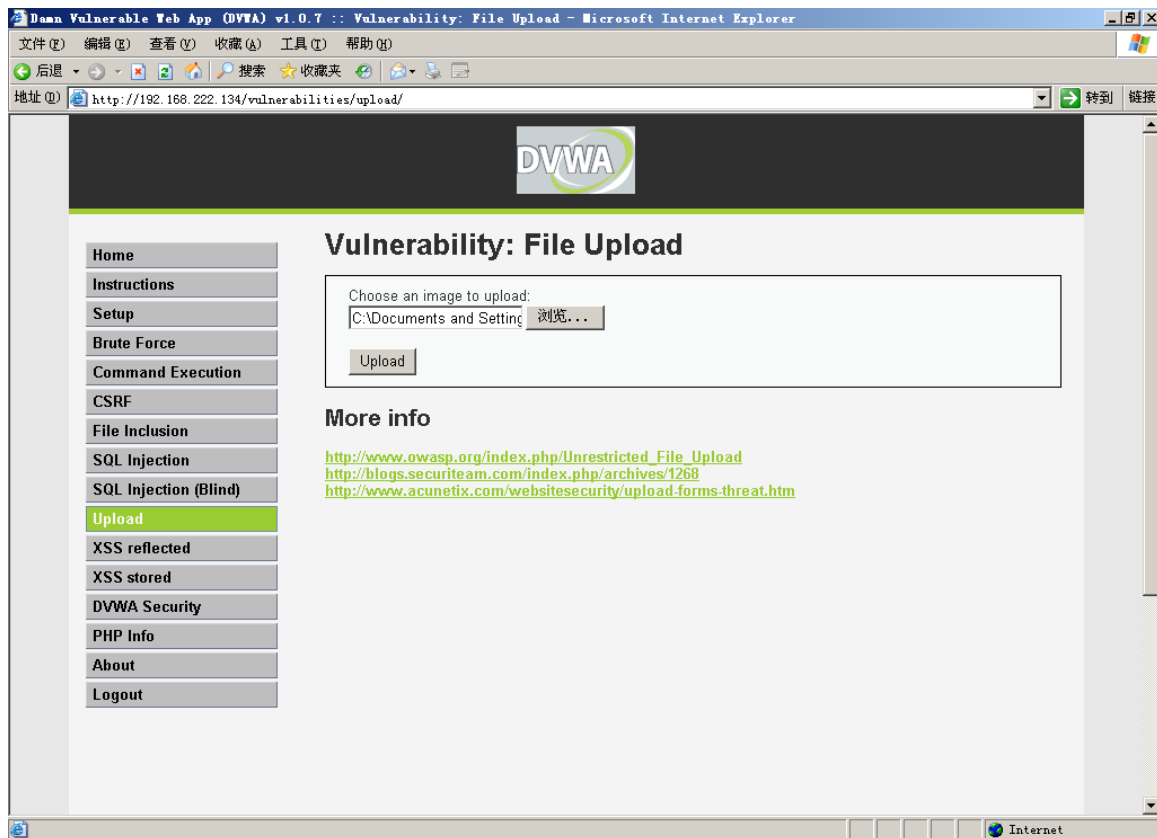 Damn Vulnerable Web App (DVWA) v1.0.7 :: Vulnerability: File Upload - Microsoft Internet Explorer
文件(F) 编辑(E) 查看(V) 收藏(A) 工具(T) 帮助(H)
后退 搜索 收藏夹
地址(D) http://192.168.222.134/vulnerabilities/upload/ 转到 链接
DVWA
Home
Instructions
Setup
Brute Force
Command Execution
CSRF
File Inclusion
SQL Injection
SQL Injection (Blind)
Upload
XSS reflected
XSS stored
DVWA Security
PHP Info
About
Logout
Vulnerability: File Upload
Choose an image to upload:
C:\Documents and Setting 浏览...
Upload
More info
http://www.owasp.org/index.php/Unrestricted_File_Upload
http://blogs.securiteam.com/index.php/archives/1268
http://www.acunetix.com/websitesecurity/upload-forms-threat.htm
Internet